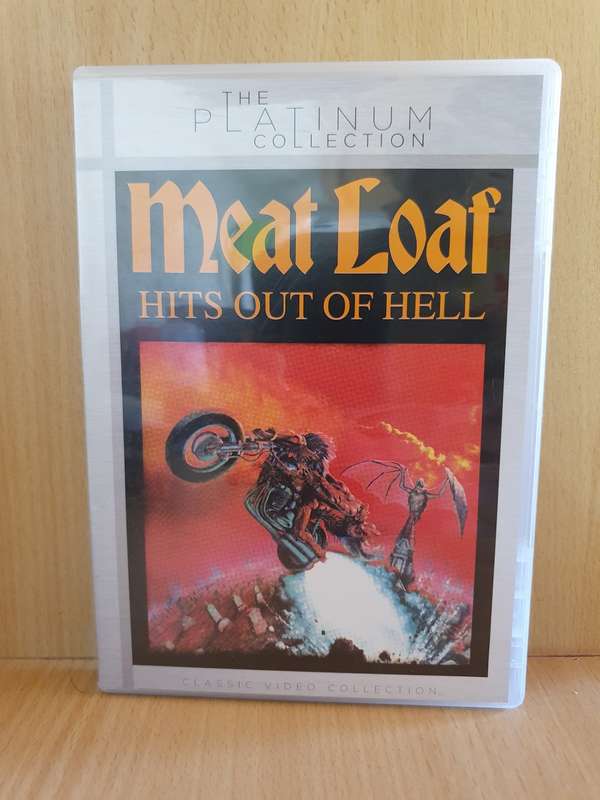 THE
PLATINUM
COLLECTION
Meat Loaf
HITS OUT OF HELL
CLASSIC VIDEO COLLECTION